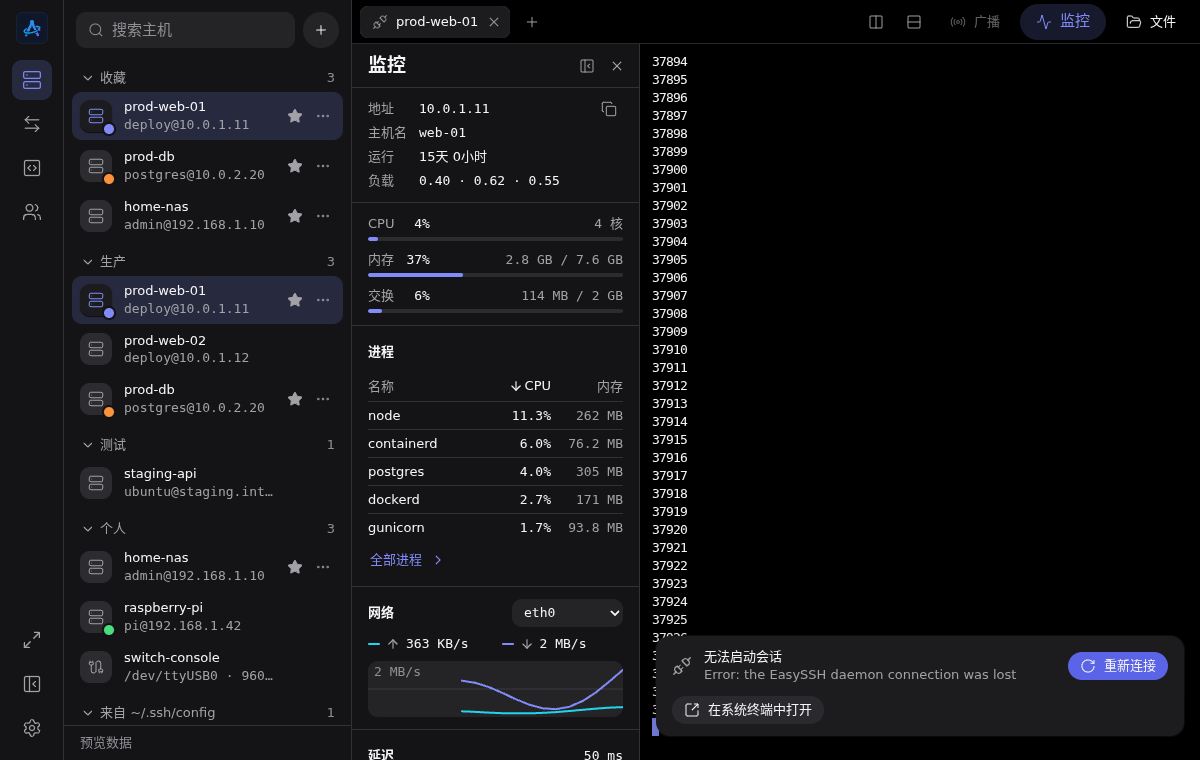 搜索主机
收藏 3
prod-web-01
deploy@10.0.1.11
prod-db
postgres@10.0.2.20
home-nas
admin@192.168.1.10
生产 3
prod-web-01
deploy@10.0.1.11
prod-web-02
deploy@10.0.1.12
prod-db
postgres@10.0.2.20
测试 1
staging-api
ubuntu@staging.int…
个人 3
home-nas
admin@192.168.1.10
raspberry-pi
pi@192.168.1.42
switch-console
/dev/ttyUSB0 · 960…
来自 ~/.ssh/config 1
预览数据
prod-web-01
广播
监控
文件
监控
地址 10.0.1.11
主机名 web-01
运行 15天 0小时
负载 0.40 · 0.62 · 0.55
CPU 4% 4 核
内存 37% 2.8 GB / 7.6 GB
交换 6% 114 MB / 2 GB
进程
名称 CPU 内存
node 11.3% 262 MB
containerd 6.0% 76.2 MB
postgres 4.0% 305 MB
dockerd 2.7% 171 MB
gunicorn 1.7% 93.8 MB
全部进程
网络 eth0
363 KB/s 2 MB/s
2 MB/s
延迟 50 ms
37894
37895
37896
37897
37898
37899
37900
37901
37902
37903
37904
37905
37906
37907
37908
37909
37910
37911
37912
37913
37914
37915
37916
37917
37918
37919
37920
37921
37922
37923
37924
37925
无法启动会话
Error: the EasySSH daemon connection was lost
重新连接
在系统终端中打开